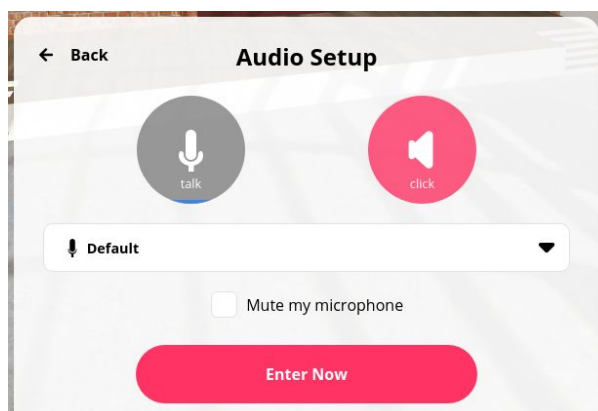 Back
Audio Setup
talk
click
Default
Mute my microphone
Enter Now